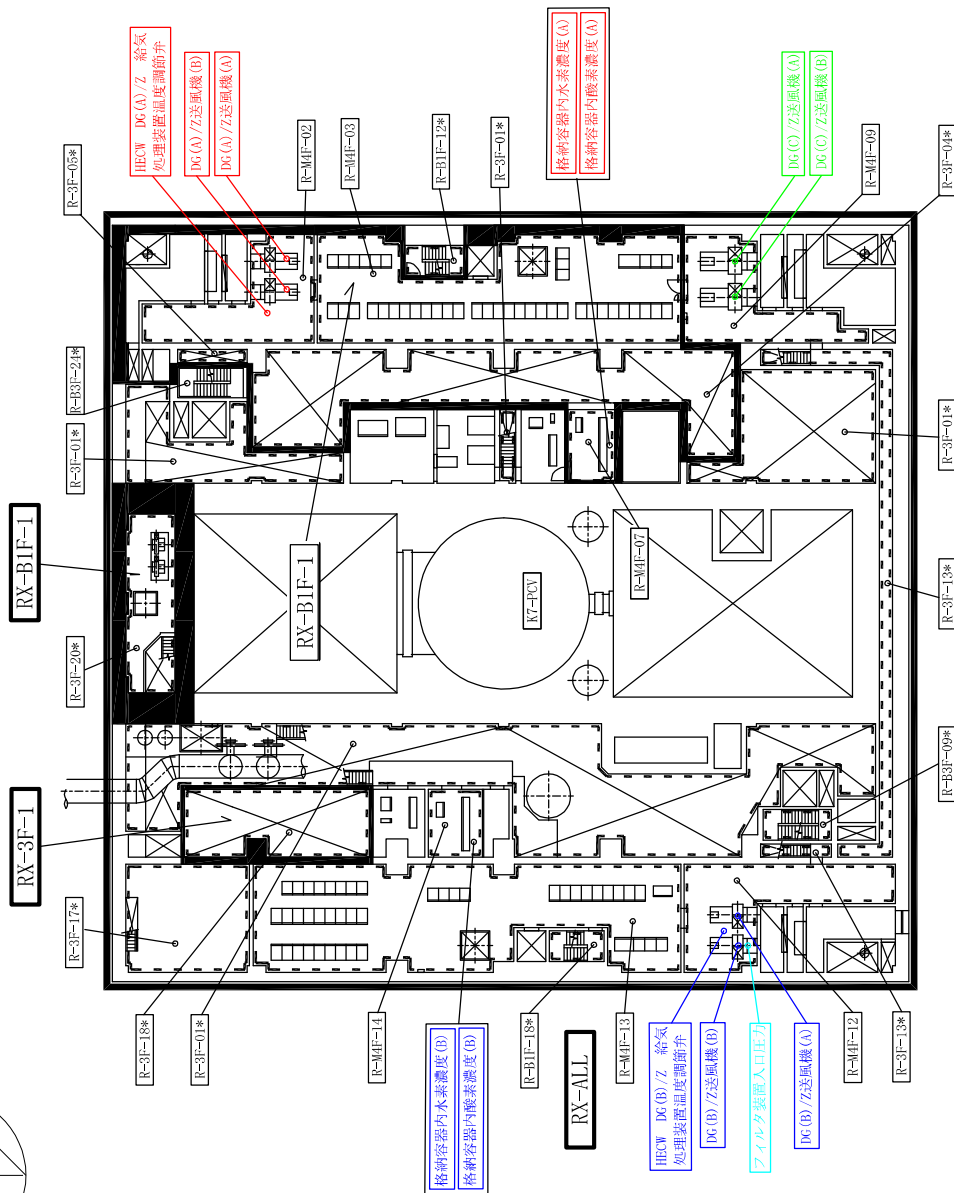 HECW DG(A)/Z 給気
処理装置温度調節弁
DG(A)/Z送風機(B)
DG(A)/Z送風機(A)
R-3F-05*
R-M4F-02
R-M4F-03
R-B1F-12*
R-3F-01*
格納容器内水素濃度(A)
格納容器内酸素濃度(A)
DG(C)/Z送風機(A)
DG(C)/Z送風機(B)
R-M4F-09
R-3F-04*
R-B3F-24*
R-3F-01*
RX-B1F-1
R-3F-20*
RX-B1F-1
K7-PCV
R-M4F-07
R-3F-01*
R-3F-13*
R-B3F-09*
RX-3F-1
R-3F-17*
R-3F-18*
R-3F-01*
R-M4F-14
格納容器内水素濃度(B)
格納容器内酸素濃度(B)
R-B1F-18*
RX-ALL
R-M4F-13
HECW DG(B)/Z 給気
処理装置温度調節弁
DG(B)/Z送風機(B)
フィルタ装置入口圧力
DG(B)/Z送風機(A)
R-M4F-12
R-3F-13*